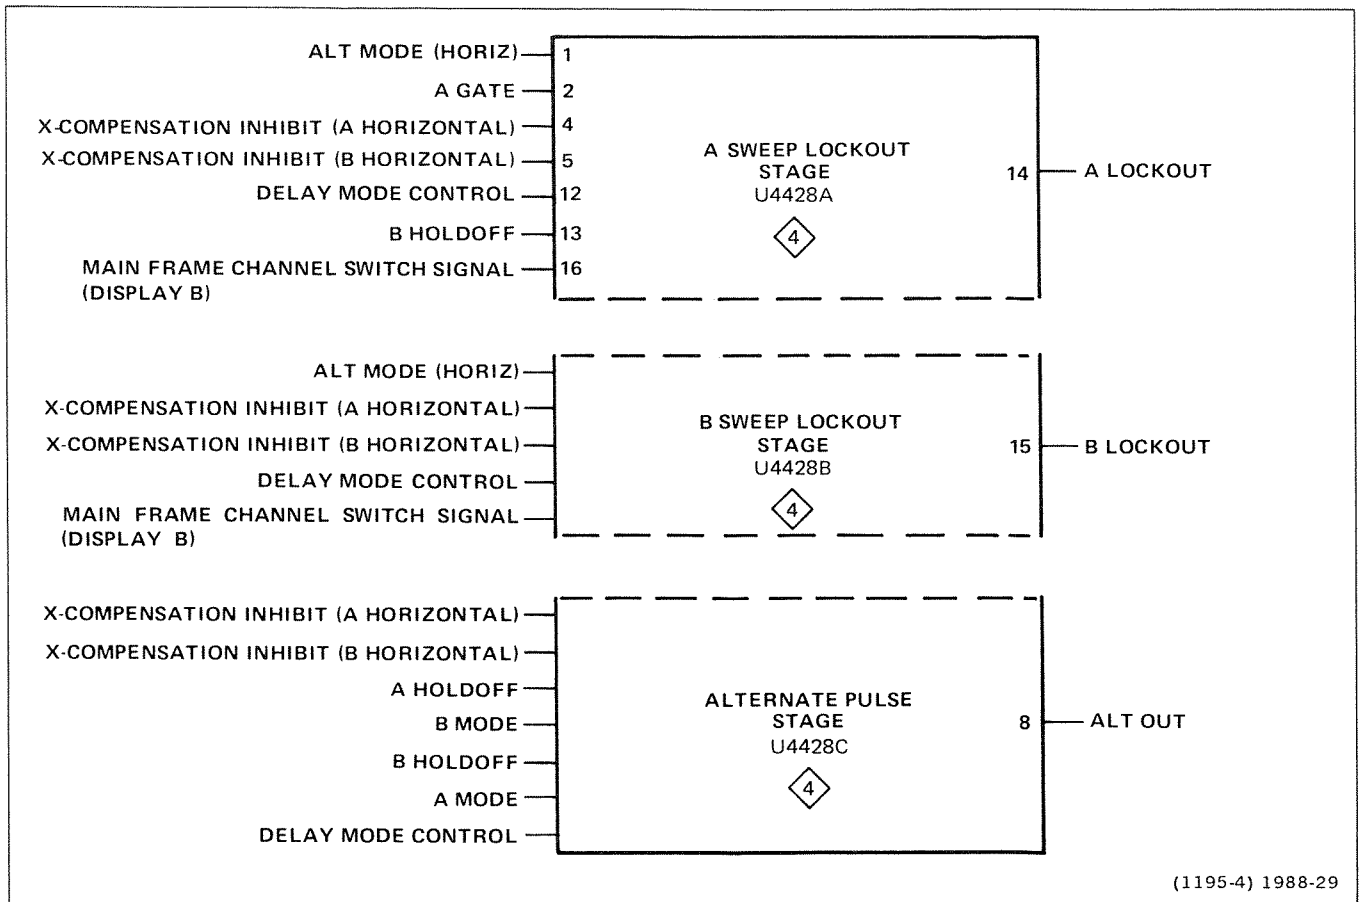 ALT MODE (HORIZ) 1
A GATE 2
X-COMPENSATION INHIBIT (A HORIZONTAL) 4
X-COMPENSATION INHIBIT (B HORIZONTAL) 5
DELAY MODE CONTROL 12
B HOLDOFF 13
MAIN FRAME CHANNEL SWITCH SIGNAL 16
(DISPLAY B)
A SWEEP LOCKOUT
STAGE
U4428A
4
14 A LOCKOUT
ALT MODE (HORIZ)
X-COMPENSATION INHIBIT (A HORIZONTAL)
X-COMPENSATION INHIBIT (B HORIZONTAL)
DELAY MODE CONTROL
MAIN FRAME CHANNEL SWITCH SIGNAL
(DISPLAY B)
B SWEEP LOCKOUT
STAGE
U4428B
4
15 B LOCKOUT
X-COMPENSATION INHIBIT (A HORIZONTAL)
X-COMPENSATION INHIBIT (B HORIZONTAL)
A HOLDOFF
B MODE
B HOLDOFF
A MODE
DELAY MODE CONTROL
ALTERNATE PULSE
STAGE
U4428C
4
8 ALT OUT
(1195-4) 1988-29